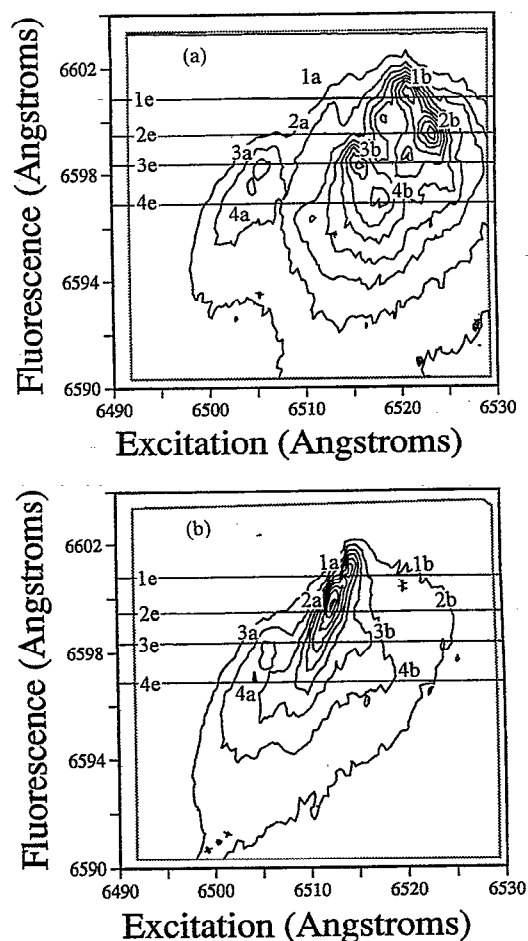 (a)
6602
6598
6594
6590
1e
2e
3e
4e
1a
1b
2a
2b
3a
3b
4a
4b
6490
6500
6510
6520
6530
Fluorescence (Angstroms)
Excitation (Angstroms)
(b)
6602
6598
6594
6590
1e
2e
3e
4e
1a
1b
2a
2b
3a
3b
4a
4b
6490
6500
6510
6520
6530
Fluorescence (Angstroms)
Excitation (Angstroms)